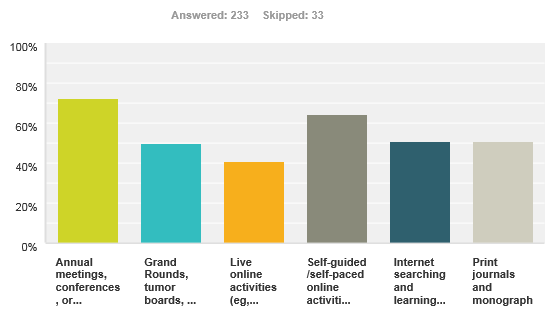 Answered: 233 Skipped: 33
100%
80%
60%
40%
20%
0%
Annual
meetings,
conferences
, or...
Grand
Rounds,
tumor
boards, ...
Live
online
activities
(eg,...
Self-guided
/self-paced
online
activiti...
Internet
searching
and
learning...
Print
journals
and
monograph